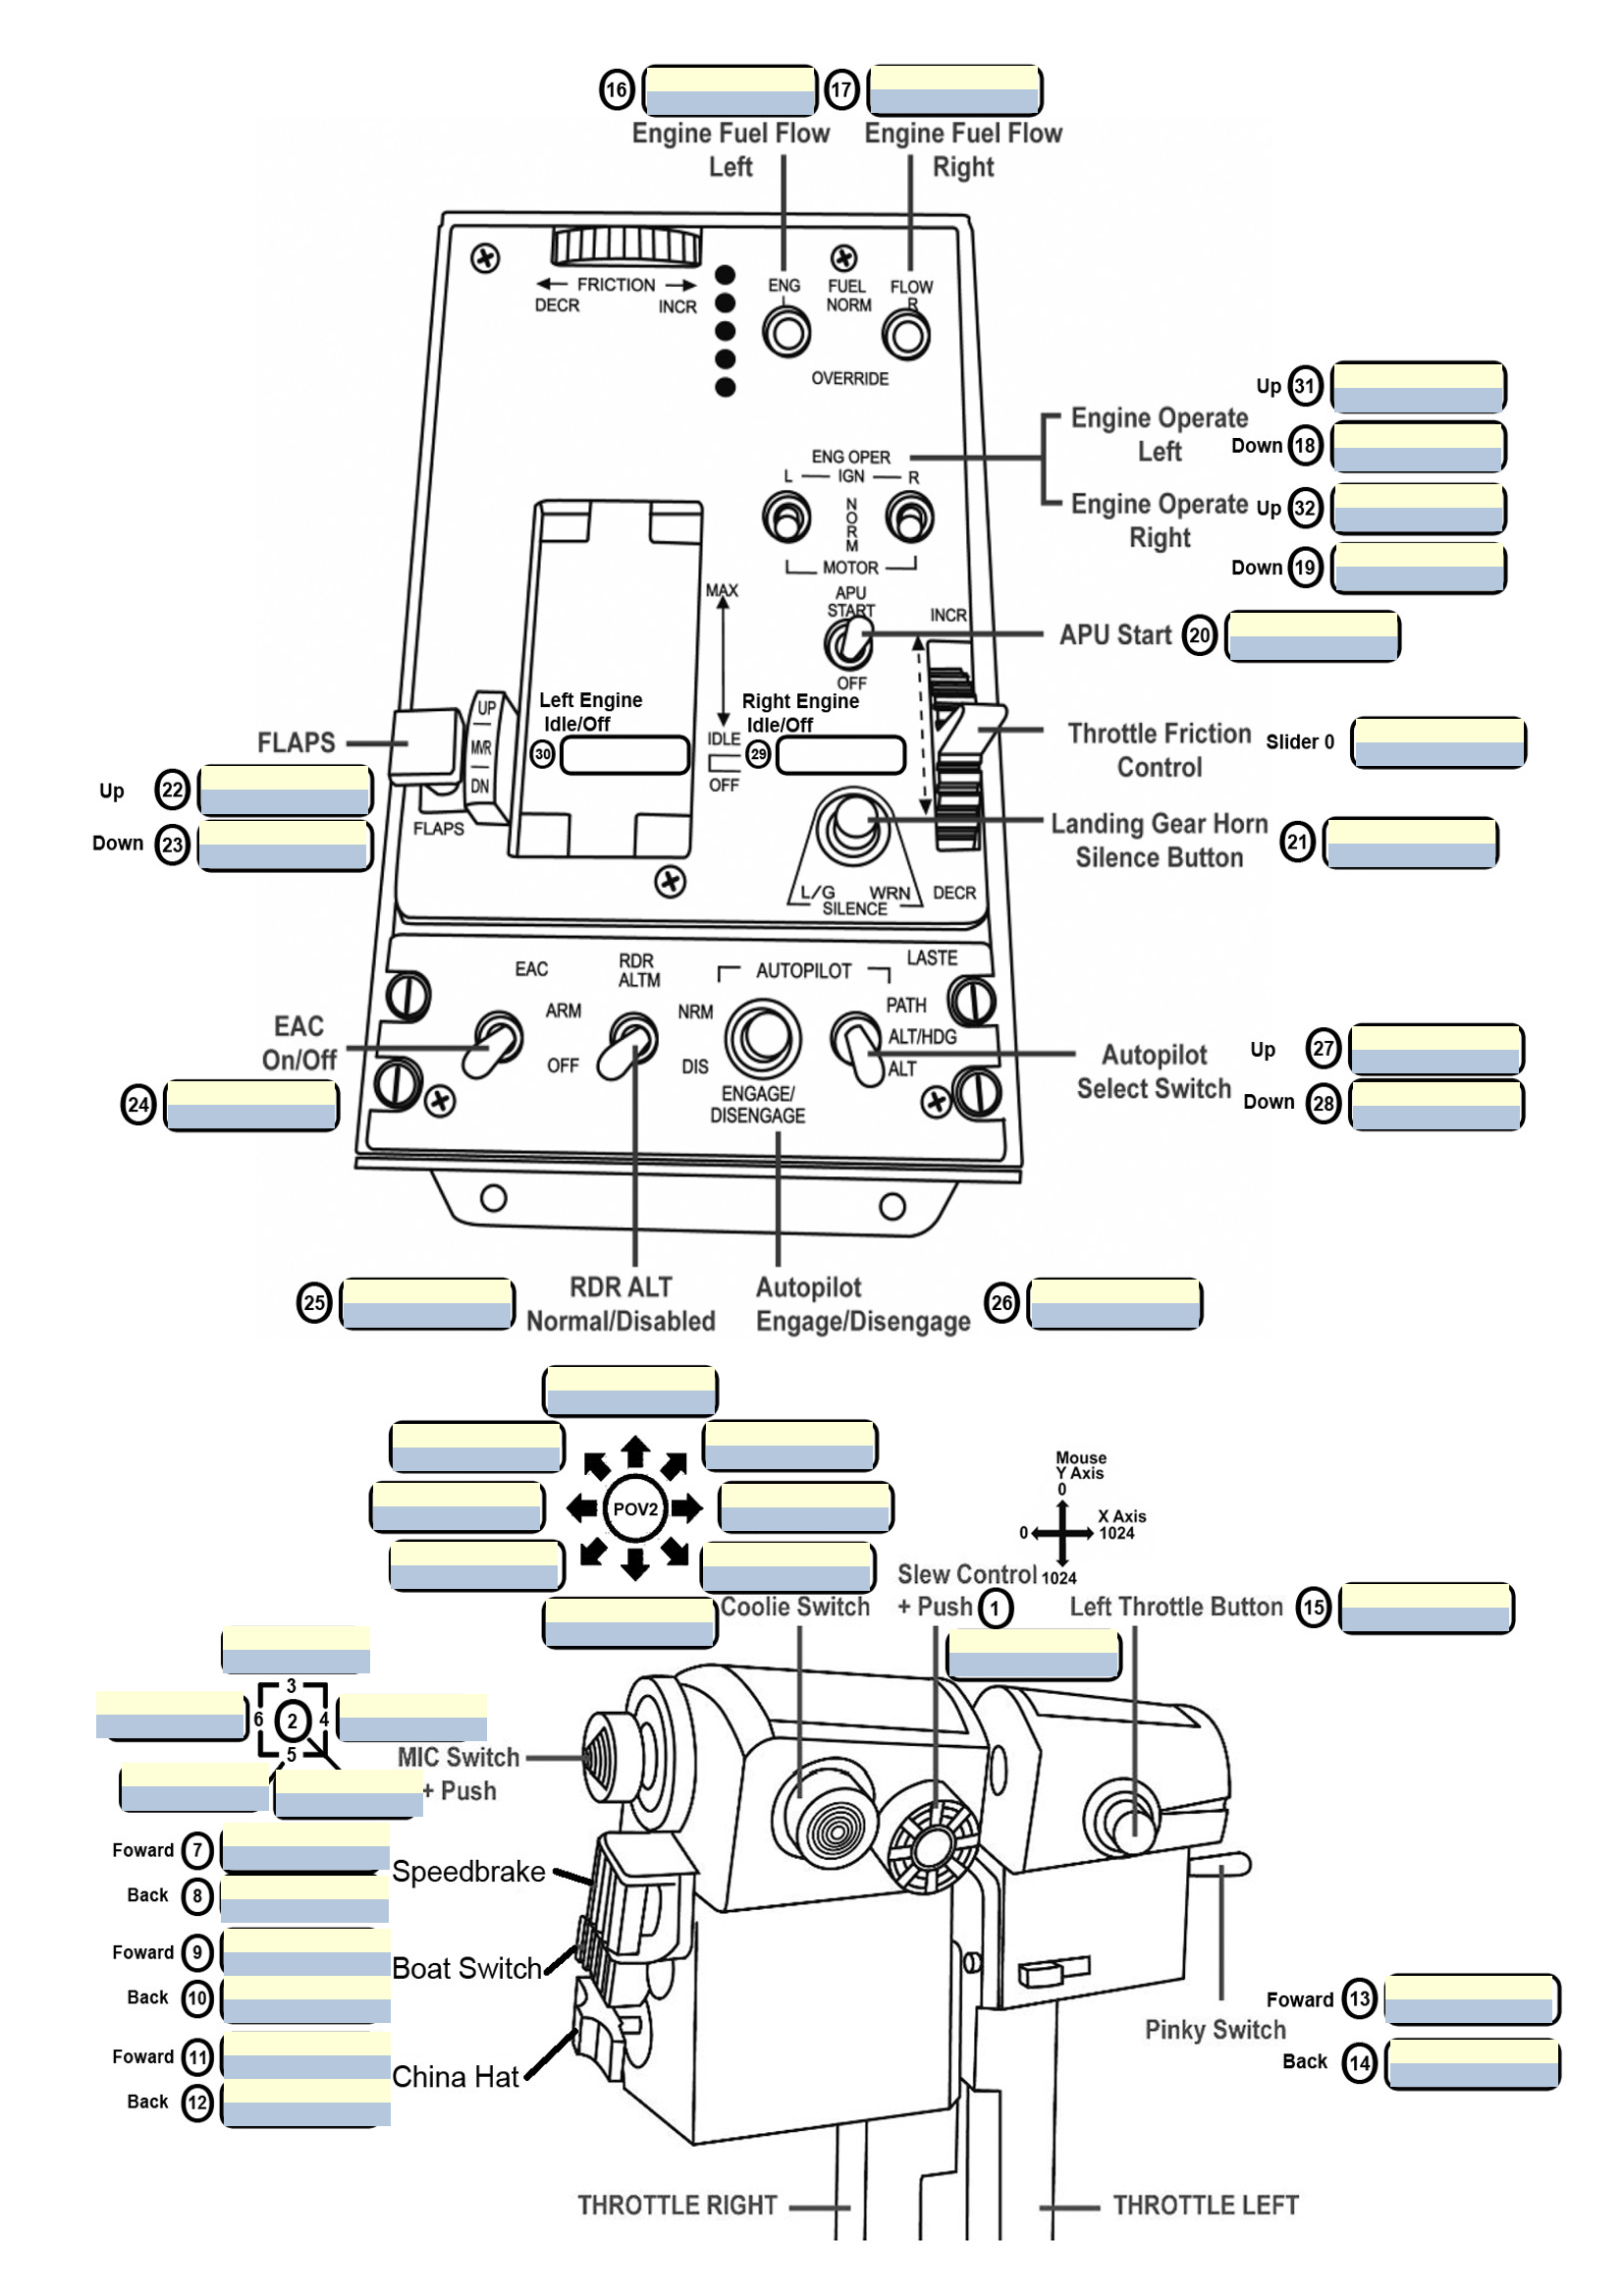 16
17
Engine Fuel Flow
Left
Engine Fuel Flow
Right
FRICTION
DECR
INCR
ENG
L
FUEL
NORM
FLOW
R
OVERRIDE
Up 31
Engine Operate
Left
Down 18
ENG OPER
L IGN R
NORM
MOTOR
Engine Operate
Right
Up 32
Down 19
MAX
APU
START
INCR
APU Start 20
OFF
Left Engine
Idle/Off
30
Right Engine
Idle/Off
29
IDLE
OFF
FLAPS
UP
MVR
DN
FLAPS
Up 22
Down 23
Throttle Friction
Control
Slider 0
Landing Gear Horn
Silence Button
21
L/G WRN
SILENCE
DECR
EAC
RDR
ALTM
AUTOPILOT
LASTE
ARM
NRM
PATH
ALT/HDG
OFF
DIS
ALT
ENGAGE/
DISENGAGE
EAC
On/Off
24
Autopilot
Select Switch
Up 27
Down 28
25
RDR ALT
Normal/Disabled
Autopilot
Engage/Disengage
26
POV2
Mouse
Y Axis
0
X Axis
0 1024
1024
Coolie Switch
Slew Control
+ Push 1
Left Throttle Button 15
3
6 2 4
5
MIC Switch
+ Push
Foward 7
Back 8
Speedbrake
Foward 9
Back 10
Boat Switch
Foward 11
Back 12
China Hat
Pinky Switch
Foward 13
Back 14
THROTTLE RIGHT
THROTTLE LEFT